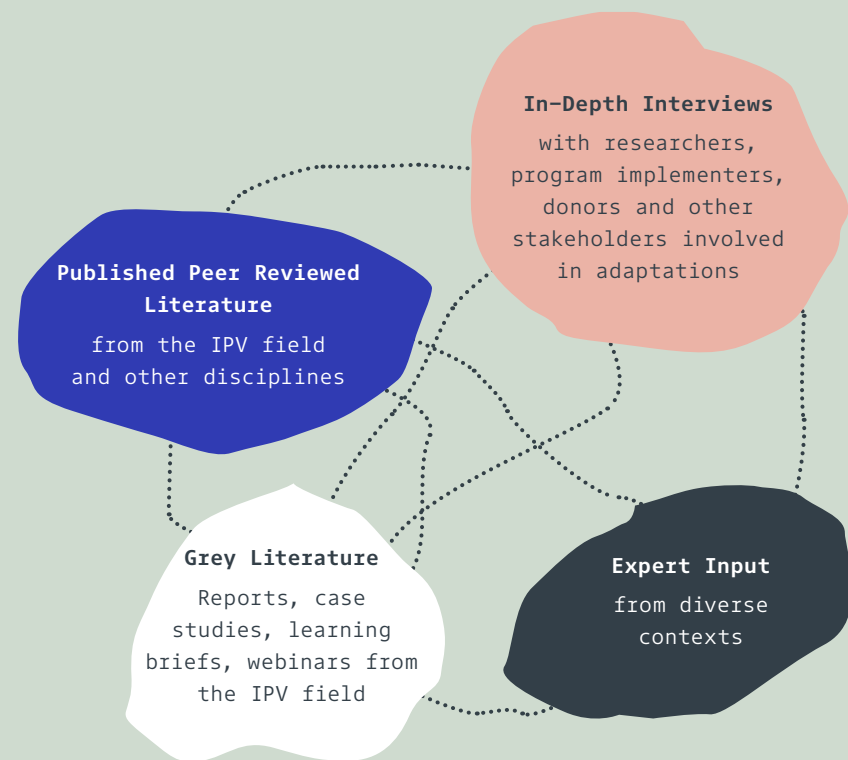 In-Depth Interviews
with researchers,
program implementers,
donors and other
stakeholders involved
in adaptations
Published Peer Reviewed
Literature
from the IPV field
and other disciplines
Grey Literature
Reports, case
studies, learning
briefs, webinars from
the IPV field
Expert Input
from diverse
contexts